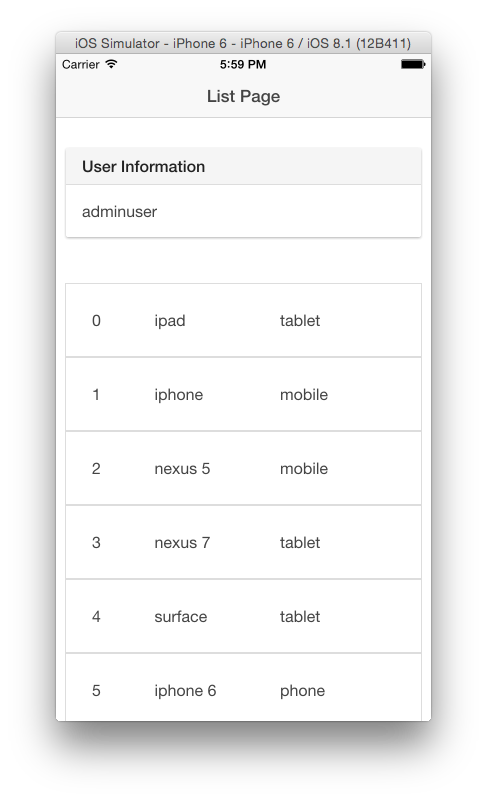 iOS Simulator - iPhone 6 - iPhone 6 / iOS 8.1 (12B411)
Carrier 5:59 PM
List Page
User Information
adminuser
0 ipad tablet
1 iphone mobile
2 nexus 5 mobile
3 nexus 7 tablet
4 surface tablet
5 iphone 6 phone